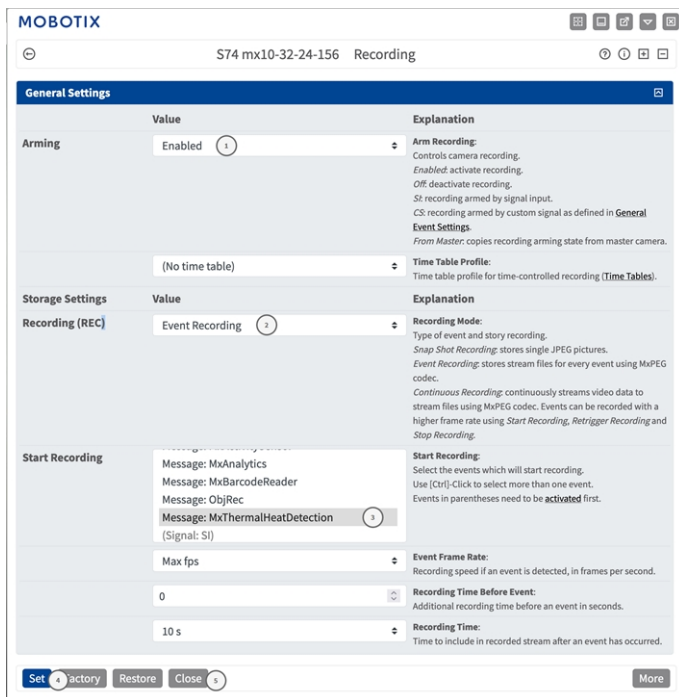 MOBOTIX
S74 mx10-32-24-156 Recording
General Settings
Value Explanation
Arming Enabled 1 Arm Recording:
Controls camera recording.
Enabled: activate recording.
Off: deactivate recording.
SI: recording armed by signal input.
CS: recording armed by custom signal as defined in General
Event Settings.
From Master: copies recording arming state from master camera.
(No time table) Time Table Profile:
Time table profile for time-controlled recording (Time Tables).
Storage Settings Value Explanation
Recording (REC) Event Recording 2 Recording Mode:
Type of event and story recording.
Snap Shot Recording: stores single JPEG pictures.
Event Recording: stores stream files for every event using MxPEG
codec.
Continuous Recording: continuously streams video data to
stream files using MxPEG codec. Events can be recorded with a
higher frame rate using Start Recording, Retrigger Recording and
Stop Recording.
Start Recording Start Recording:
Select the events which will start recording.
Message: MxAnalytics
Message: MxBarcodeReader Use [Ctrl]-Click to select more than one event.
Message: ObjRec Events in parentheses need to be activated first.
Message: MxThermalHeatDetection 3
(Signal: SI)
Max fps Event Frame Rate:
Recording speed if an event is detected, in frames per second.
0 Recording Time Before Event:
Additional recording time before an event in seconds.
10 s Recording Time:
Time to include in recorded stream after an event has occurred.
Set 4 actory Restore Close 5 More